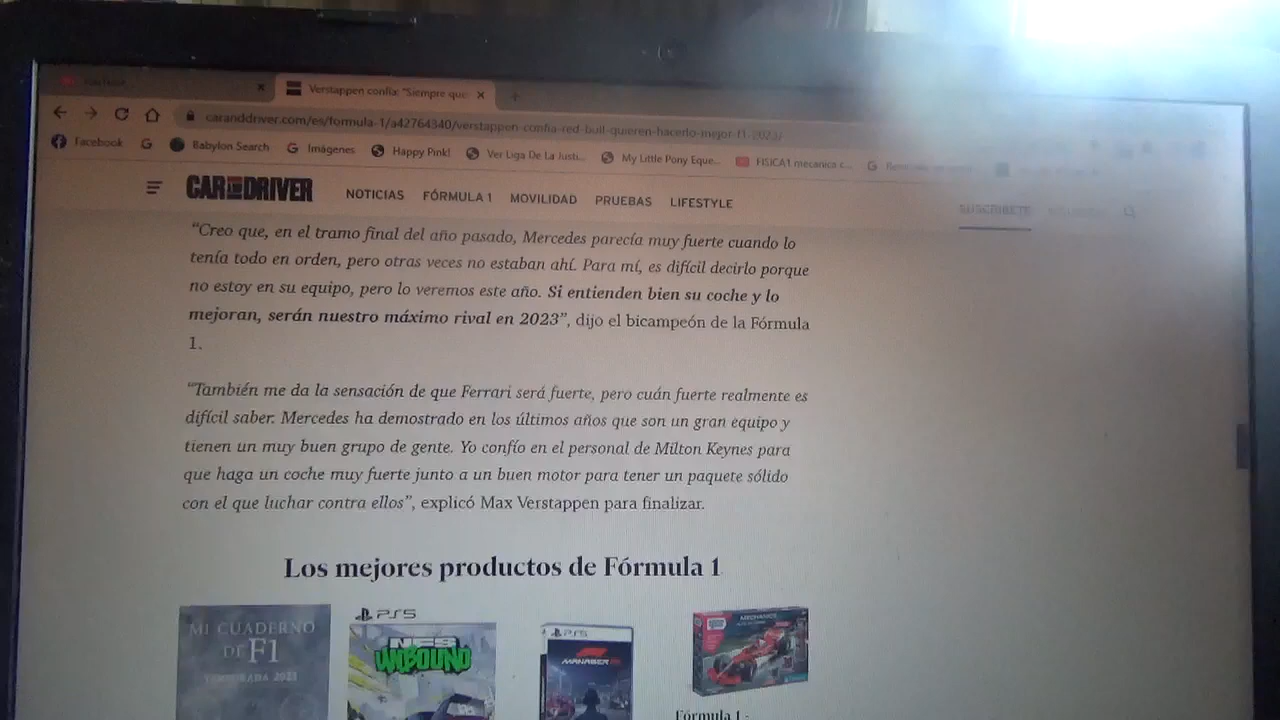 Verstappen confía: "Siempre que
caranddriver.com/es/formula-1/a42764340/verstappen-confia-red-bull-quieren-hacerlo-mejor-f1-2023/
Facebook
Babylon Search
Imágenes
Happy Pink!
Ver Liga De La Justi...
My Little Pony Eque...
FISICA1 mecanica c...
CAR AND DRIVER
NOTICIAS
FÓRMULA 1
MOVILIDAD
PRUEBAS
LIFESTYLE
SUSCRÍBETE
“Creo que, en el tramo final del año pasado, Mercedes parecía muy fuerte cuando lo
tenía todo en orden, pero otras veces no estaban ahí. Para mí, es difícil decirlo porque
no estoy en su equipo, pero lo veremos este año. Si entienden bien su coche y lo
mejoran, serán nuestro máximo rival en 2023”, dijo el bicampeón de la Fórmula
1.
“También me da la sensación de que Ferrari será fuerte, pero cuán fuerte realmente es
difícil saber. Mercedes ha demostrado en los últimos años que son un gran equipo y
tienen un muy buen grupo de gente. Yo confío en el personal de Milton Keynes para
que haga un coche muy fuerte junto a un buen motor para tener un paquete sólido
con el que luchar contra ellos”, explicó Max Verstappen para finalizar.
Los mejores productos de Fórmula 1
MI CUADERNO
DE F1
TEMPORADA 2023
PS5
NFS
UNBOUND
PS5
MANAGER
MECHANICS
Fórmula 1 -